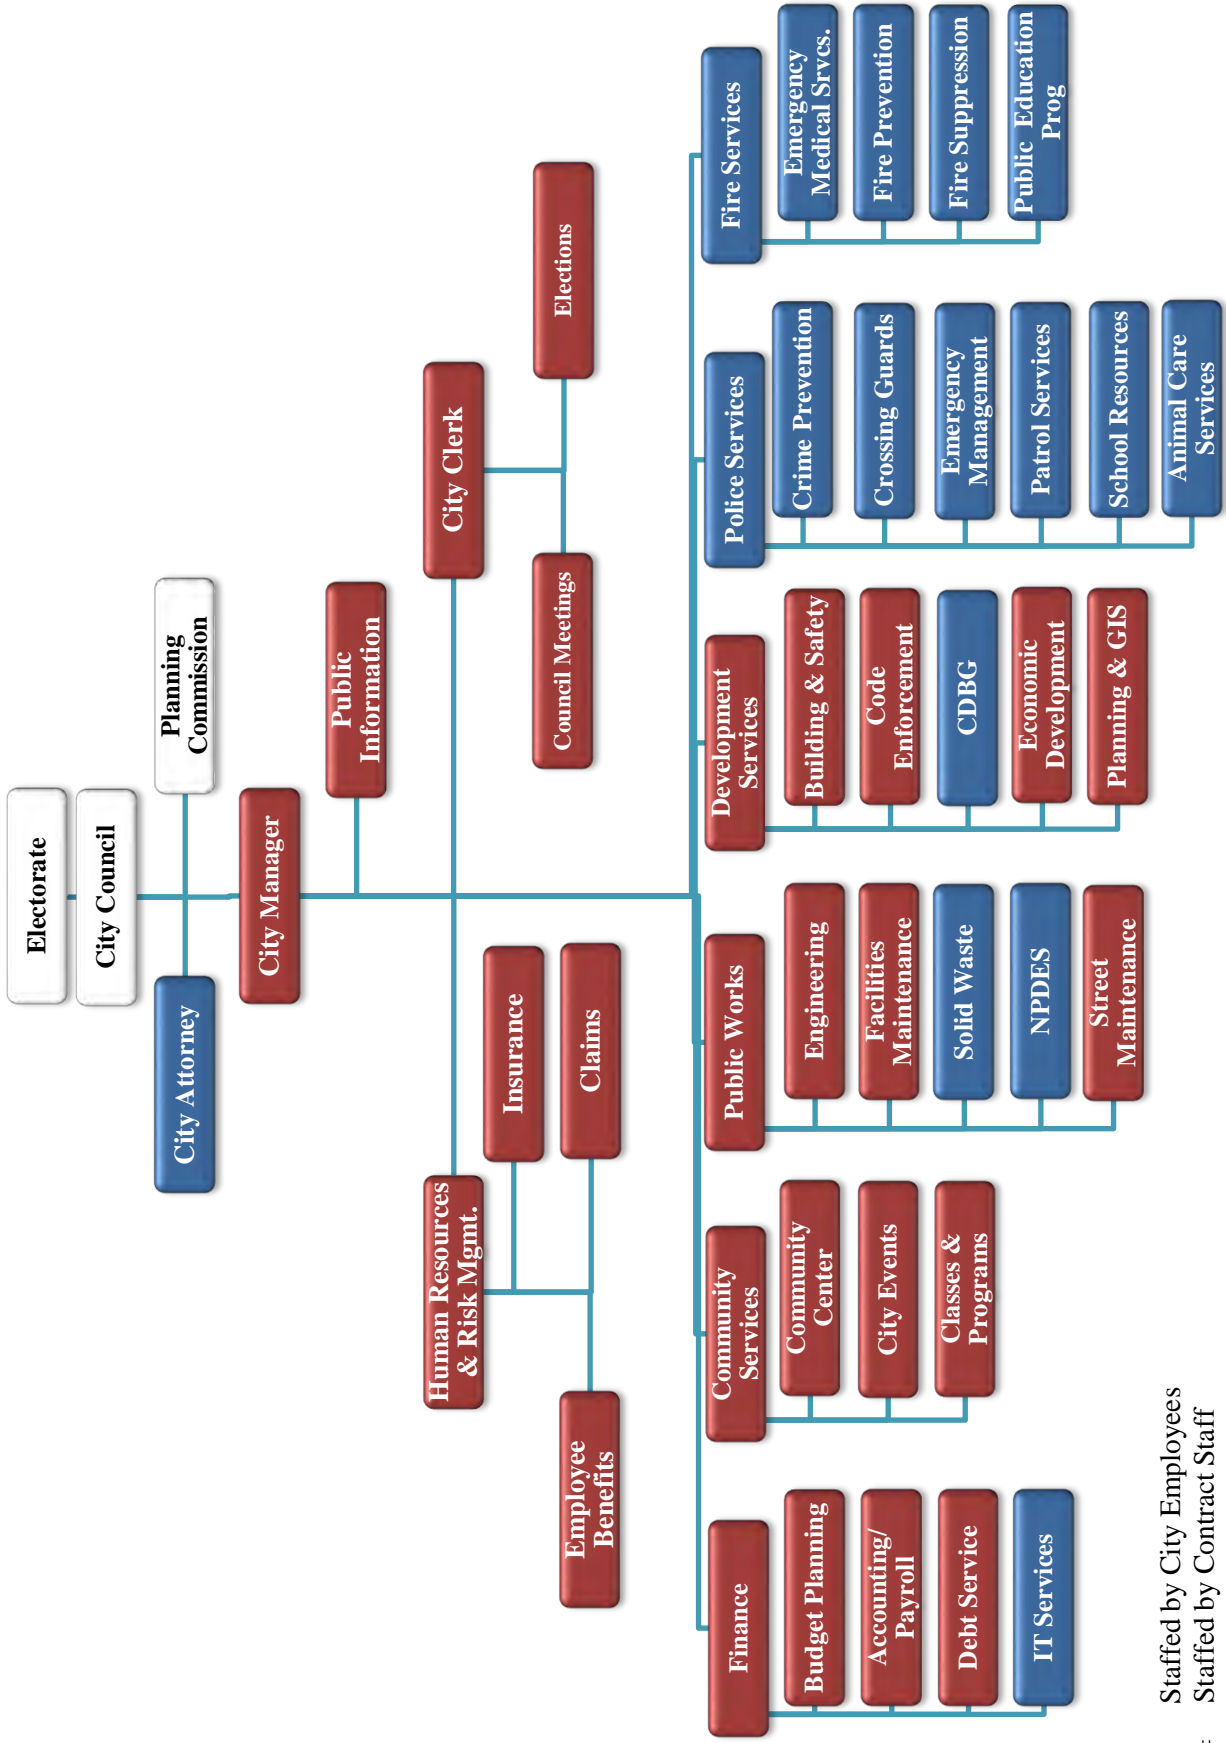 Electorate
City Council
City Attorney
Planning
Commission
City Manager
Public
Information
Human Resources
& Risk Mgmt.
City Clerk
Insurance
Claims
Employee
Benefits
Council Meetings
Elections
Finance
Budget Planning
Accounting/
Payroll
Debt Service
IT Services
Community
Services
Community
Center
City Events
Classes &
Programs
Public Works
Engineering
Facilities
Maintenance
Solid Waste
NPDES
Street
Maintenance
Development
Services
Building & Safety
Code
Enforcement
CDBG
Economic
Development
Planning & GIS
Police Services
Crime Prevention
Crossing Guards
Emergency
Management
Patrol Services
School Resources
Animal Care
Services
Fire Services
Emergency
Medical Srvcs.
Fire Prevention
Fire Suppression
Public Education
Prog
Staffed by City Employees
Staffed by Contract Staff